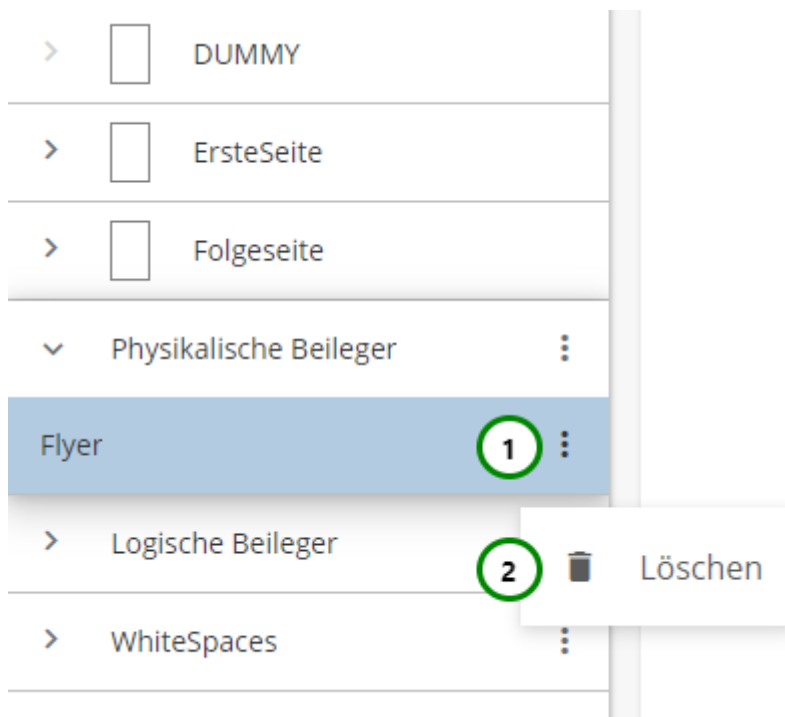 DUMMY
ErsteSeite
Folgeseite
Physikalische Beileger
Flyer
1
Logische Beileger
2
Löschen
WhiteSpaces